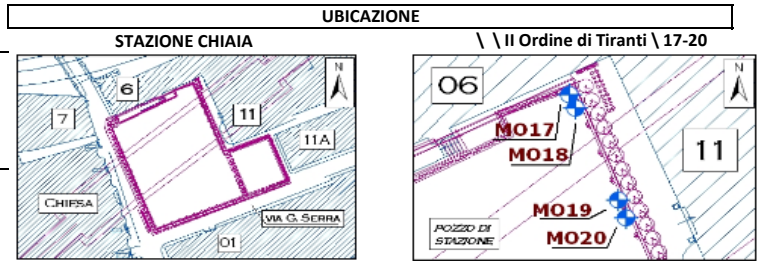 UBICAZIONE
STAZIONE CHIAIA
\ \ II Ordine di Tiranti \ 17-20
N
6
7
11
11A
CHIESA
VIA G. SERRA
01
N
06
MO17
MO18
11
MO19
MO20
POZZO DI
STAZIONE